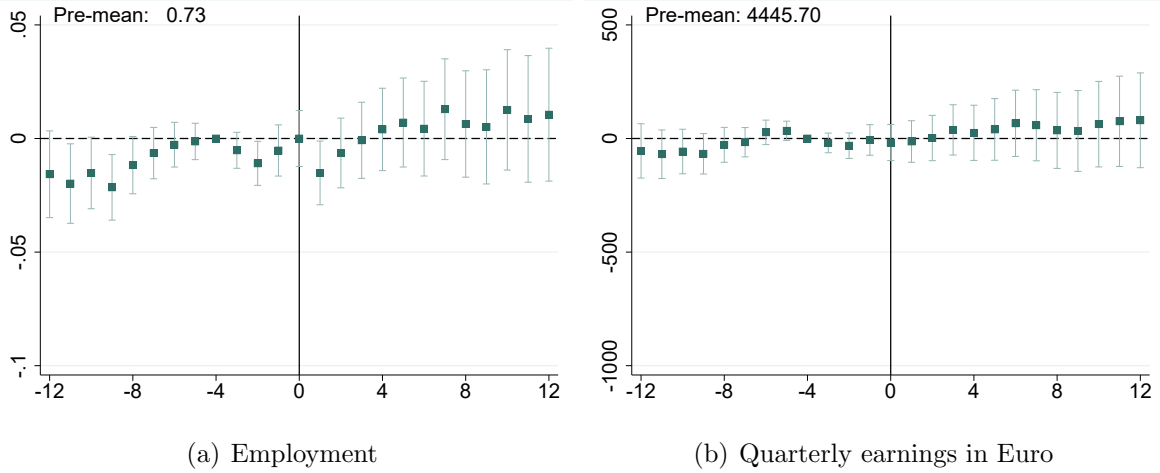 Pre-mean: 0.73
.05
0
-.05
-.1
-12 -8 -4 0 4 8 12
(a) Employment
Pre-mean: 4445.70
500
0
-500
-1000
-12 -8 -4 0 4 8 12
(b) Quarterly earnings in Euro